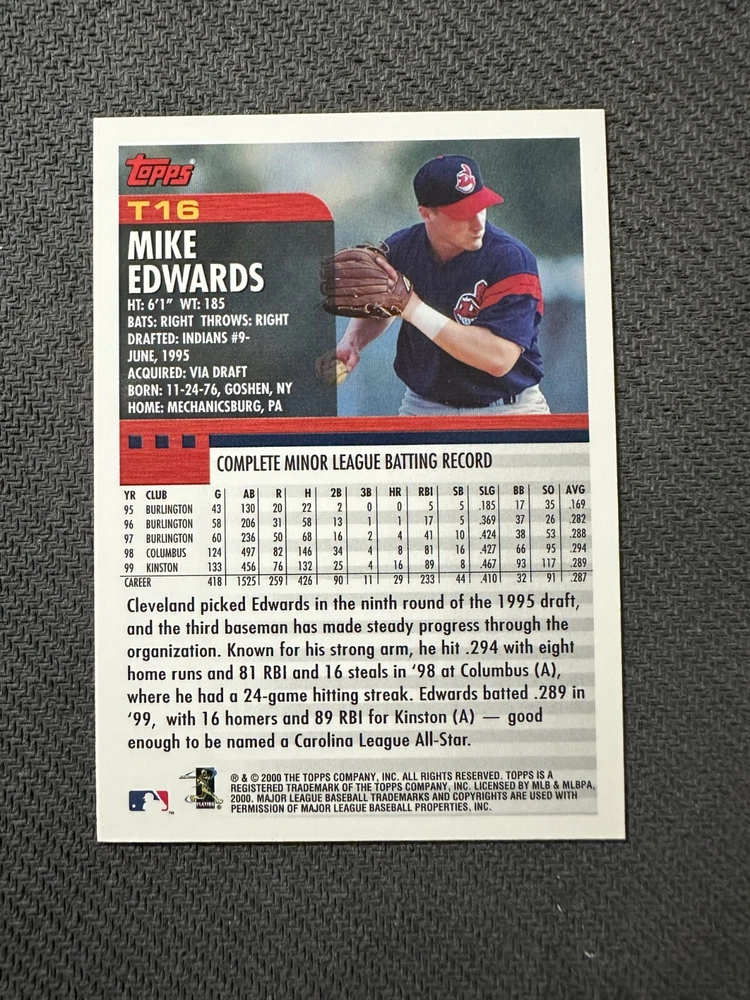 Topps®
T16
MIKE
EDWARDS
HT: 6'1" WT: 185
BATS: RIGHT THROWS: RIGHT
DRAFTED: INDIANS #9-
JUNE, 1995
ACQUIRED: VIA DRAFT
BORN: 11-24-76, GOSHEN, NY
HOME: MECHANICSBURG, PA
COMPLETE MINOR LEAGUE BATTING RECORD
YR CLUB G AB R H 2B 3B HR RBI SB SLG BB SO AVG
95 BURLINGTON 43 130 20 22 2 0 0 5 5 .185 17 35 .169
96 BURLINGTON 58 206 31 58 13 1 1 17 5 .369 37 26 .282
97 BURLINGTON 60 236 50 68 16 2 4 41 10 .424 38 53 .288
98 COLUMBUS 124 497 82 146 34 4 8 81 16 .427 66 95 .294
99 KINSTON 133 456 76 132 25 4 16 89 8 .467 93 117 .289
CAREER 418 1525 259 426 90 11 29 233 44 .410 32 91 .287
Cleveland picked Edwards in the ninth round of the 1995 draft,
and the third baseman has made steady progress through the
organization. Known for his strong arm, he hit .294 with eight
home runs and 81 RBI and 16 steals in '98 at Columbus (A),
where he had a 24-game hitting streak. Edwards batted .289 in
'99, with 16 homers and 89 RBI for Kinston (A) — good
enough to be named a Carolina League All-Star.
® & © 2000 THE TOPPS COMPANY, INC. ALL RIGHTS RESERVED. TOPPS IS A
REGISTERED TRADEMARK OF THE TOPPS COMPANY, INC. LICENSED BY MLB & MLBPA,
2000. MAJOR LEAGUE BASEBALL TRADEMARKS AND COPYRIGHTS ARE USED WITH
PERMISSION OF MAJOR LEAGUE BASEBALL PROPERTIES, INC.
TM